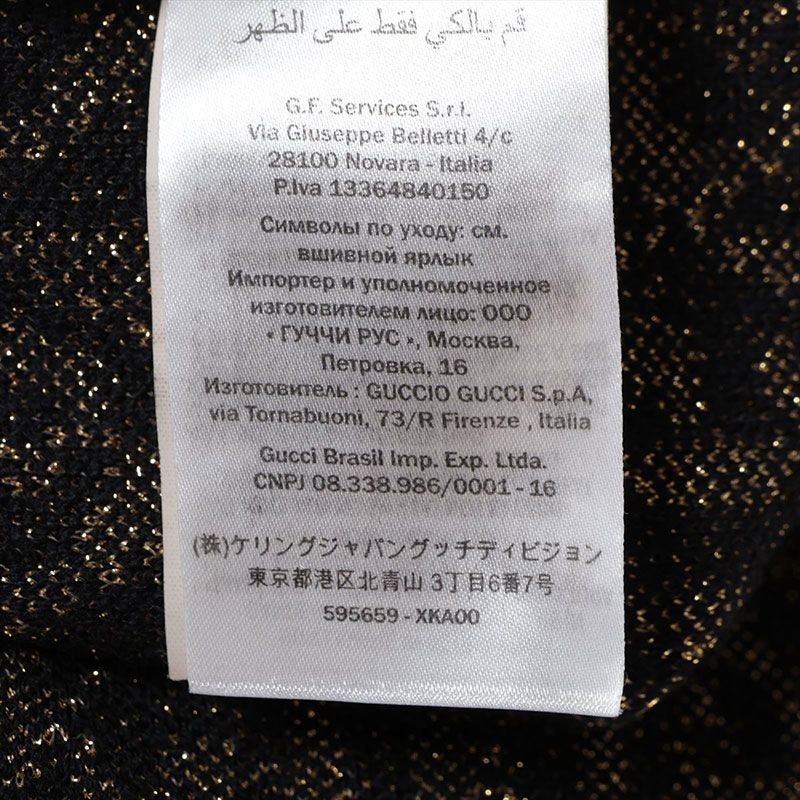 قم بالكي فقط على الظهر
G.F. Services S.r.l.
Via Giuseppe Belletti 4/c
28100 Novara - Italia
P.Iva 13364840150
Символы по уходу: см.
вшивной ярлык
Импортер и уполномоченное
изготовителем лицо: ООО
« ГУЧЧИ РУС », Москва,
Петровка, 16
Изготовитель : GUCCIO GUCCI S.p.A,
via Tornabuoni, 73/R Firenze , Italia
Gucci Brasil Imp. Exp. Ltda.
CNPJ 08.338.986/0001 - 16
(株)ケリングジャパングッチディビジョン
東京都港区北青山 3丁目6番7号
595659 - XKA00